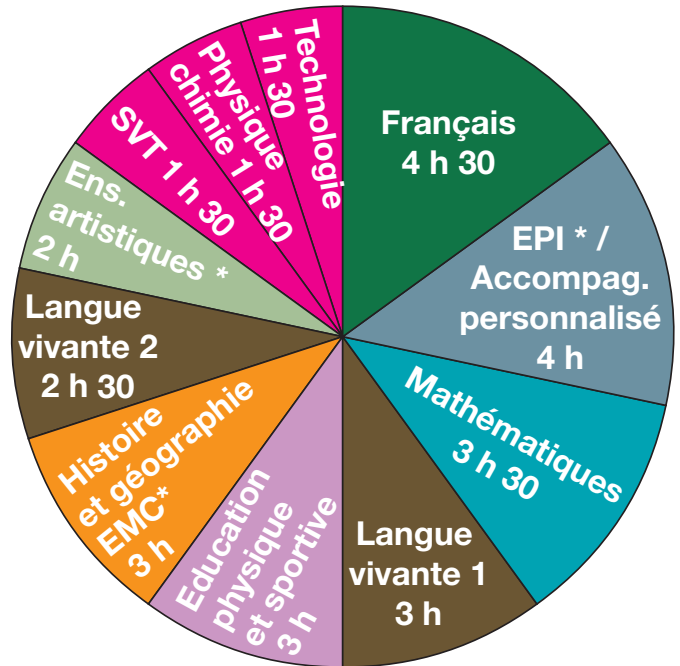 Français
4 h 30
EPI * /
Accompag.
personnalisé
4 h
Mathématiques
3 h 30
Langue
vivante 1
3 h
Education
physique
et sportive
3 h
Histoire
et géographie
EMC*
3 h
Langue
vivante 2
2 h 30
Ens.
artistiques *
2 h
SVT 1 h 30
Physique
chimie 1 h 30
Technologie
1 h 30